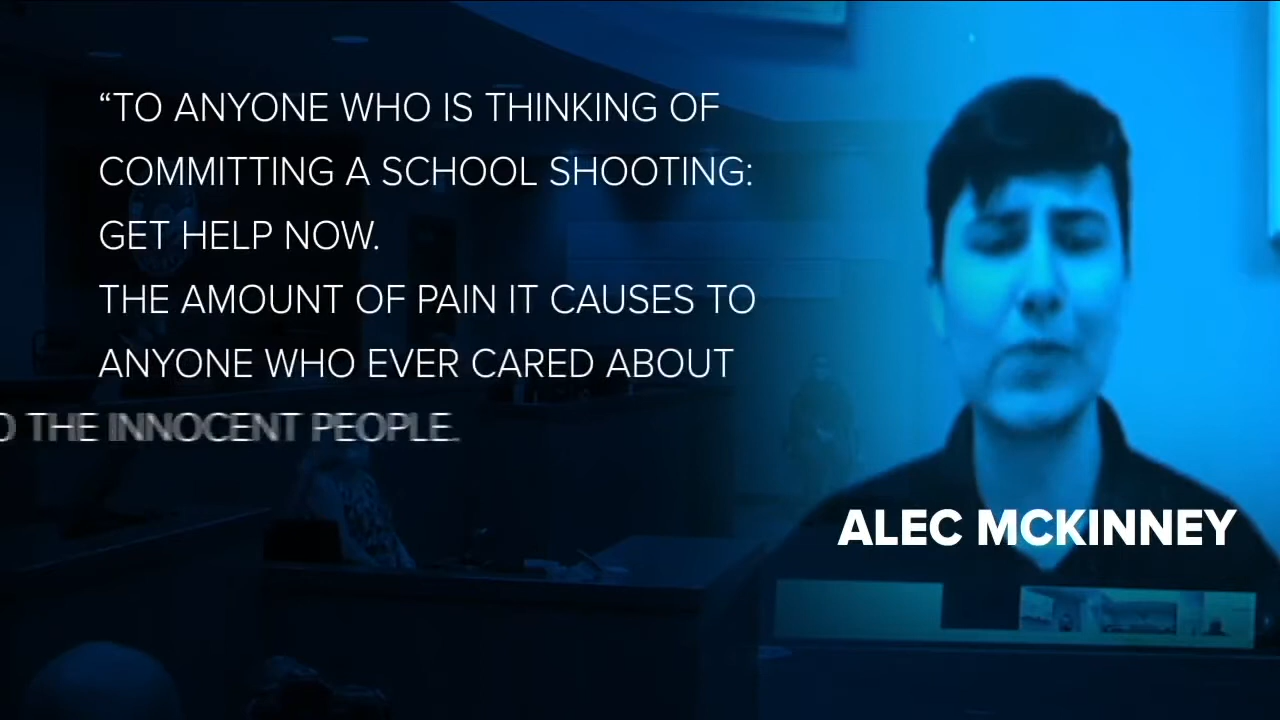 “TO ANYONE WHO IS THINKING OF
COMMITTING A SCHOOL SHOOTING:
GET HELP NOW.
THE AMOUNT OF PAIN IT CAUSES TO
ANYONE WHO EVER CARED ABOUT
THE INNOCENT PEOPLE.
ALEC MCKINNEY